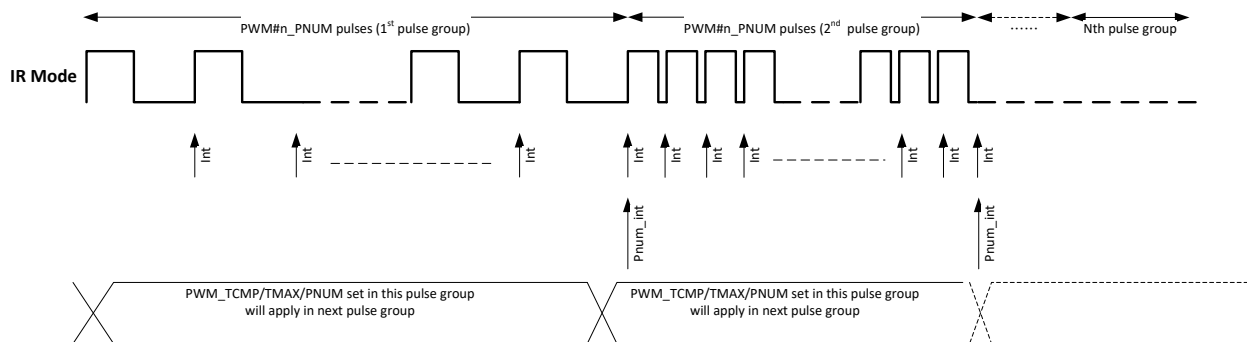 PWM#n_PNUM pulses (1st pulse group)
PWM#n_PNUM pulses (2nd pulse group)
......
Nth pulse group
IR Mode
Int
Int
Int
Int
Int
Int
Int
Int
Int
Int
Pnum_int
Pnum_int
PWM_TCMP/TMAX/PNUM set in this pulse group
will apply in next pulse group
PWM_TCMP/TMAX/PNUM set in this pulse group
will apply in next pulse group